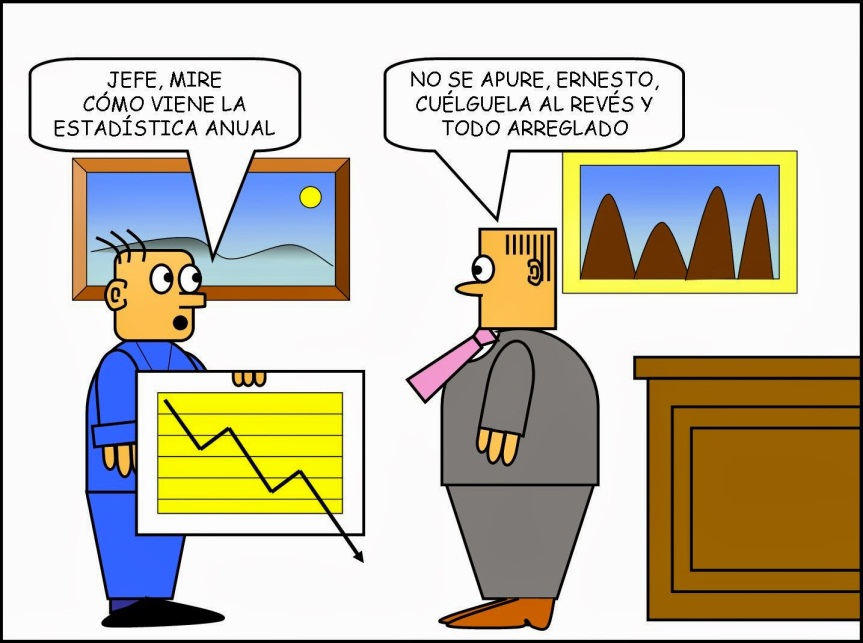 JEFE, MIRE
CÓMO VIENE LA
ESTADÍSTICA ANUAL
NO SE APURE, ERNESTO,
CUÉLGUELA AL REVÉS Y
TODO ARREGLADO